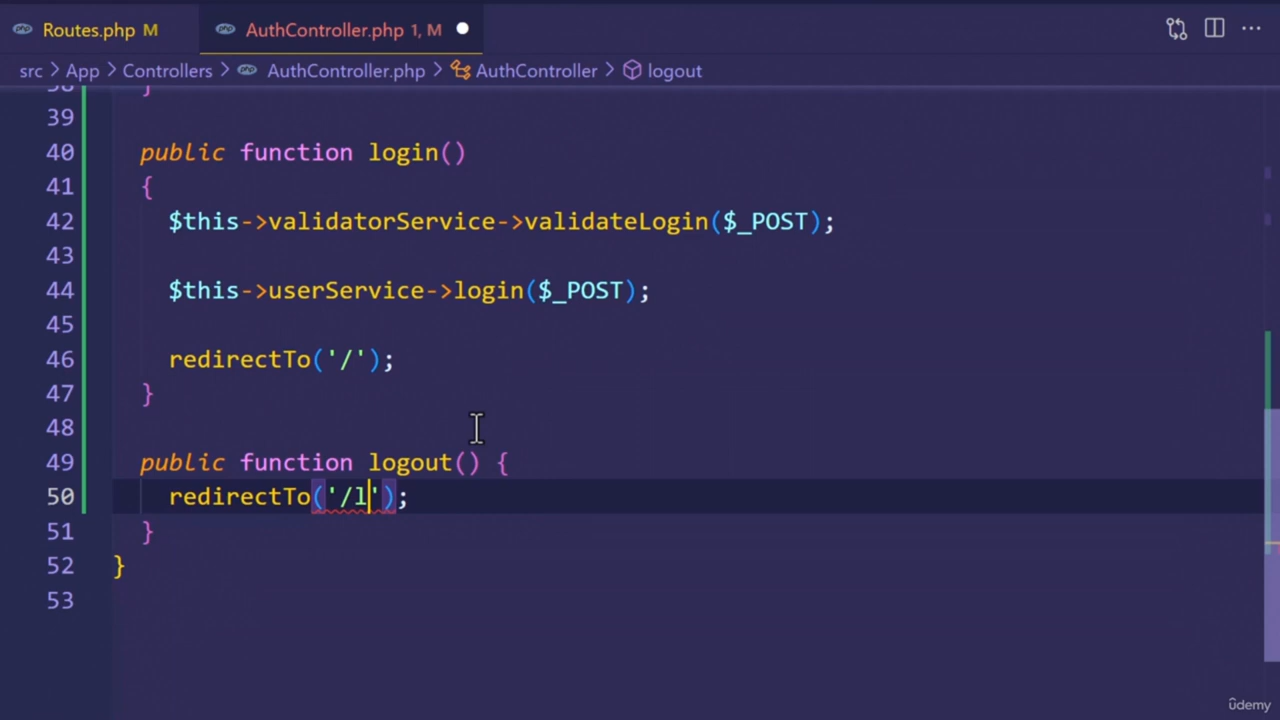 Routes.php M AuthController.php 1, M
src > App > Controllers > AuthController.php > AuthController > logout
38 }
39
40 public function login()
41 {
42 $this->validatorService->validateLogin($_POST);
43
44 $this->userService->login($_POST);
45
46 redirectTo('/');
47 }
48
49 public function logout() {
50 redirectTo('/l');
51 }
52 }
53
ûdemy